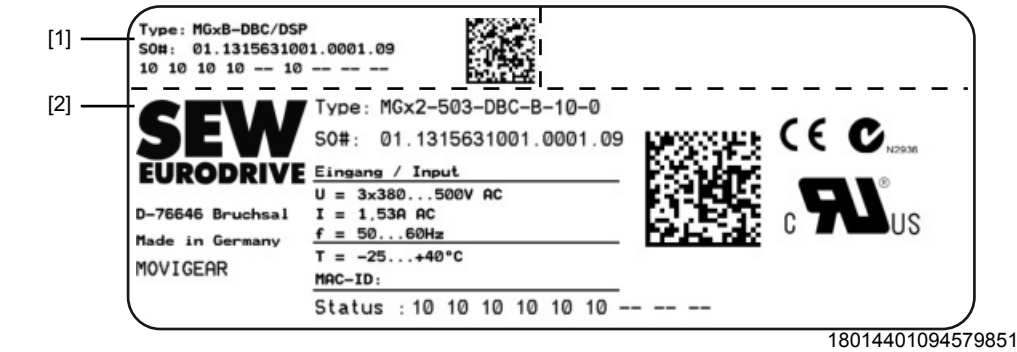 [1]
Type: MGxB-DBC/DSP
SO#: 01.1315631001.0001.09
10 10 10 10 -- 10 -- -- --
[2]
SEW
EURODRIVE
D-76646 Bruchsal
Made in Germany
MOVIGEAR
Type: MGx2-503-DBC-B-10-0
SO#: 01.1315631001.0001.09
Eingang / Input
U = 3x380...500V AC
I = 1,53A AC
f = 50...60Hz
T = -25...+40°C
MAC-ID:
Status : 10 10 10 10 10 10 -- -- --
CE
N2936
C RU ® US
18014401094579851